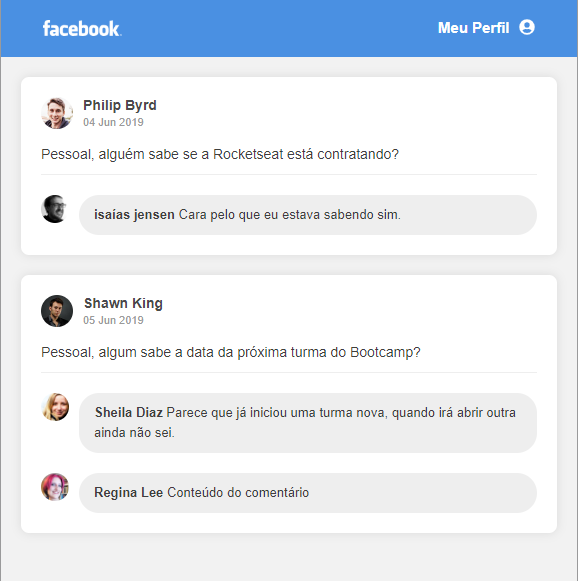 facebook.
Meu Perfil
Philip Byrd
04 Jun 2019
Pessoal, alguém sabe se a Rocketseat está contratando?
isaías jensen Cara pelo que eu estava sabendo sim.
Shawn King
05 Jun 2019
Pessoal, algum sabe a data da próxima turma do Bootcamp?
Sheila Diaz Parece que já iniciou uma turma nova, quando irá abrir outra
ainda não sei.
Regina Lee Conteúdo do comentário